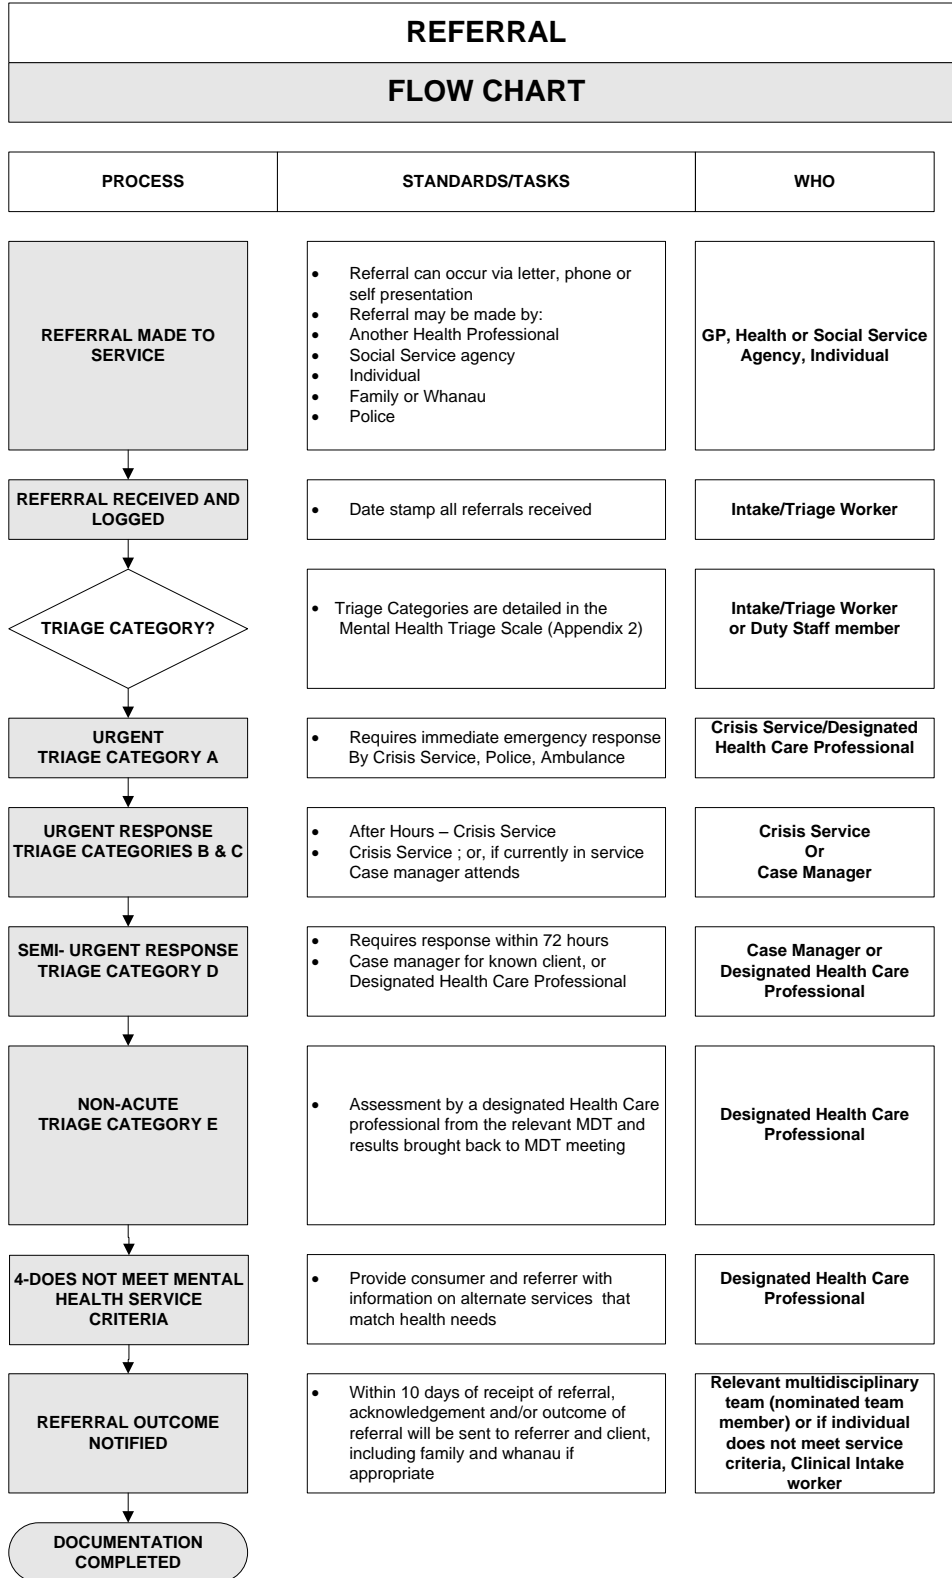 REFERRAL
FLOW CHART
PROCESS
STANDARDS/TASKS
WHO
REFERRAL MADE TO
SERVICE
• Referral can occur via letter, phone or
self presentation
• Referral may be made by:
• Another Health Professional
• Social Service agency
• Individual
• Family or Whanau
• Police
GP, Health or Social Service
Agency, Individual
REFERRAL RECEIVED AND
LOGGED
• Date stamp all referrals received
Intake/Triage Worker
TRIAGE CATEGORY?
• Triage Categories are detailed in the
Mental Health Triage Scale (Appendix 2)
Intake/Triage Worker
or Duty Staff member
URGENT
TRIAGE CATEGORY A
• Requires immediate emergency response
By Crisis Service, Police, Ambulance
Crisis Service/Designated
Health Care Professional
URGENT RESPONSE
TRIAGE CATEGORIES B & C
• After Hours – Crisis Service
• Crisis Service ; or, if currently in service
Case manager attends
Crisis Service
Or
Case Manager
SEMI- URGENT RESPONSE
TRIAGE CATEGORY D
• Requires response within 72 hours
• Case manager for known client, or
Designated Health Care Professional
Case Manager or
Designated Health Care
Professional
NON-ACUTE
TRIAGE CATEGORY E
• Assessment by a designated Health Care
professional from the relevant MDT and
results brought back to MDT meeting
Designated Health Care
Professional
4-DOES NOT MEET MENTAL
HEALTH SERVICE
CRITERIA
• Provide consumer and referrer with
information on alternate services that
match health needs
Designated Health Care
Professional
REFERRAL OUTCOME
NOTIFIED
• Within 10 days of receipt of referral,
acknowledgement and/or outcome of
referral will be sent to referrer and client,
including family and whanau if
appropriate
Relevant multidisciplinary
team (nominated team
member) or if individual
does not meet service
criteria, Clinical Intake
worker
DOCUMENTATION
COMPLETED